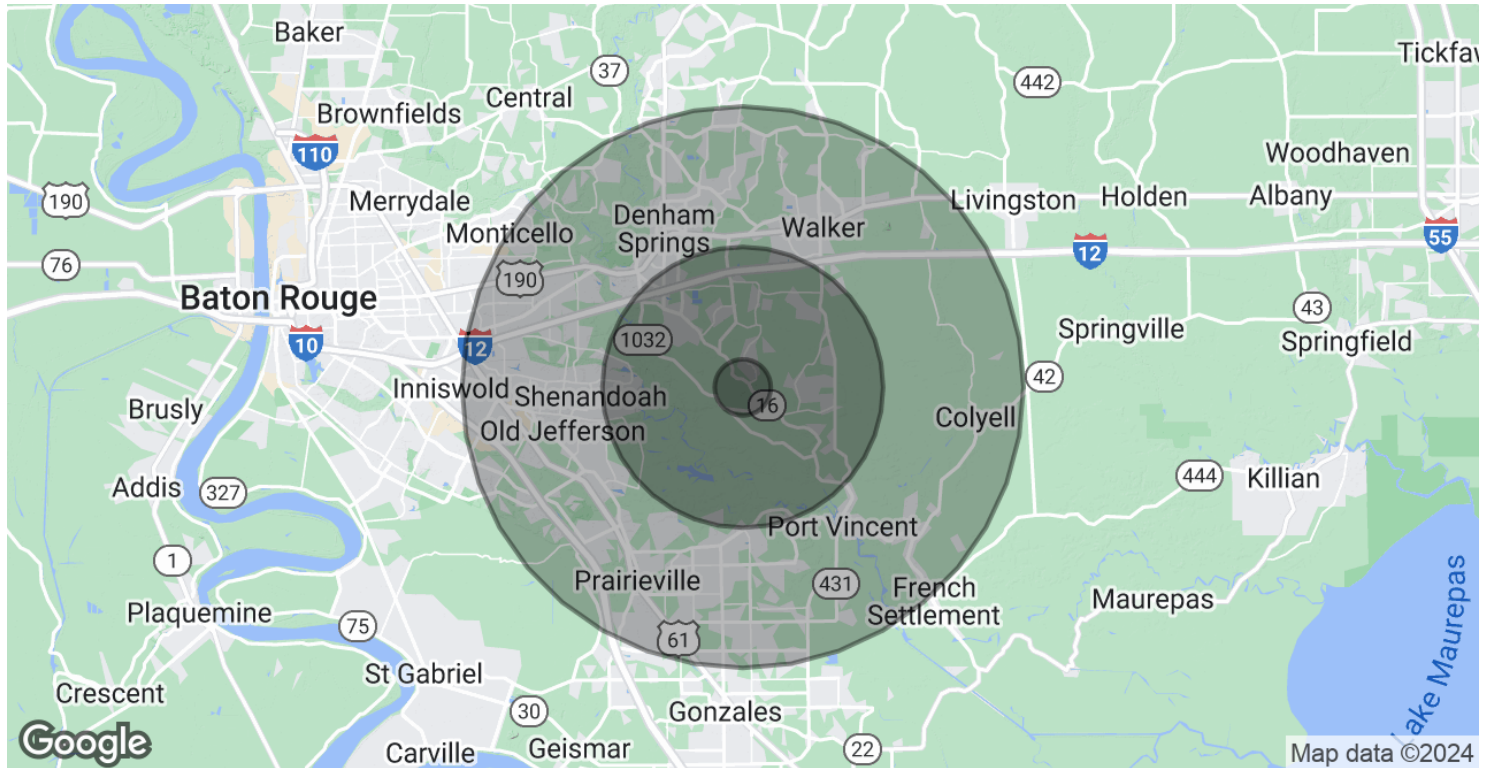 Baker
Tickfaw
37
442
Central
Brownfields
110
Woodhaven
190
Merrydale
Livingston
Holden
Albany
Denham
Springs
Monticello
Walker
55
12
76
190
Baton Rouge
43
10
12
1032
Springville
Springfield
42
Inniswold
Shenandoah
16
Brusly
Old Jefferson
Colyell
444
Killian
Addis
327
Port Vincent
1
Prairieville
431
French
Settlement
Maurepas
Plaquemine
75
61
Lake Maurepas
St Gabriel
Crescent
30
Gonzales
Google
Carville
Geismar
22
Map data ©2024